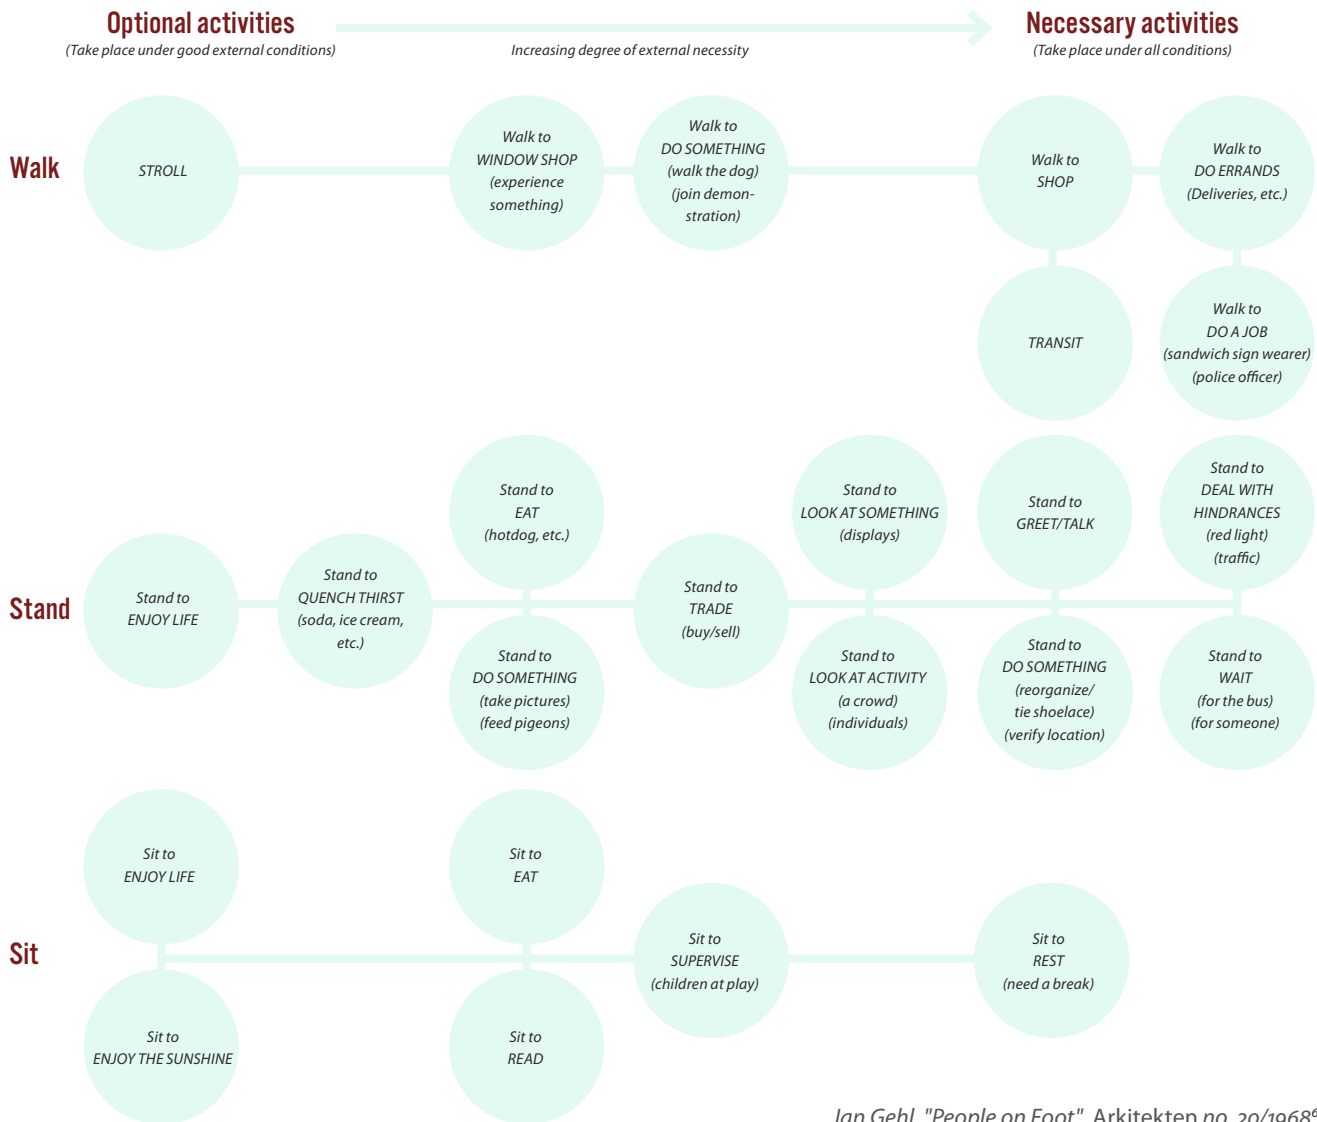 Optional activities
(Take place under good external conditions)
Increasing degree of external necessity
Necessary activities
(Take place under all conditions)
Walk
STROLL
Walk to
WINDOW SHOP
(experience
something)
Walk to
DO SOMETHING
(walk the dog)
(join demon-
stration)
Walk to
SHOP
Walk to
DO ERRANDS
(Deliveries, etc.)
TRANSIT
Walk to
DO A JOB
(sandwich sign wearer)
(police officer)
Stand
Stand to
ENJOY LIFE
Stand to
QUENCH THIRST
(soda, ice cream,
etc.)
Stand to
EAT
(hotdog, etc.)
Stand to
DO SOMETHING
(take pictures)
(feed pigeons)
Stand to
TRADE
(buy/sell)
Stand to
LOOK AT SOMETHING
(displays)
Stand to
LOOK AT ACTIVITY
(a crowd)
(individuals)
Stand to
GREET/TALK
Stand to
DO SOMETHING
(reorganize/
tie shoelace)
(verify location)
Stand to
DEAL WITH
HINDRANCES
(red light)
(traffic)
Stand to
WAIT
(for the bus)
(for someone)
Sit
Sit to
ENJOY LIFE
Sit to
ENJOY THE SUNSHINE
Sit to
EAT
Sit to
READ
Sit to
SUPERVISE
(children at play)
Sit to
REST
(need a break)
Jan Gehl, "People on Foot", Arkitekten no. 20/1968⁶